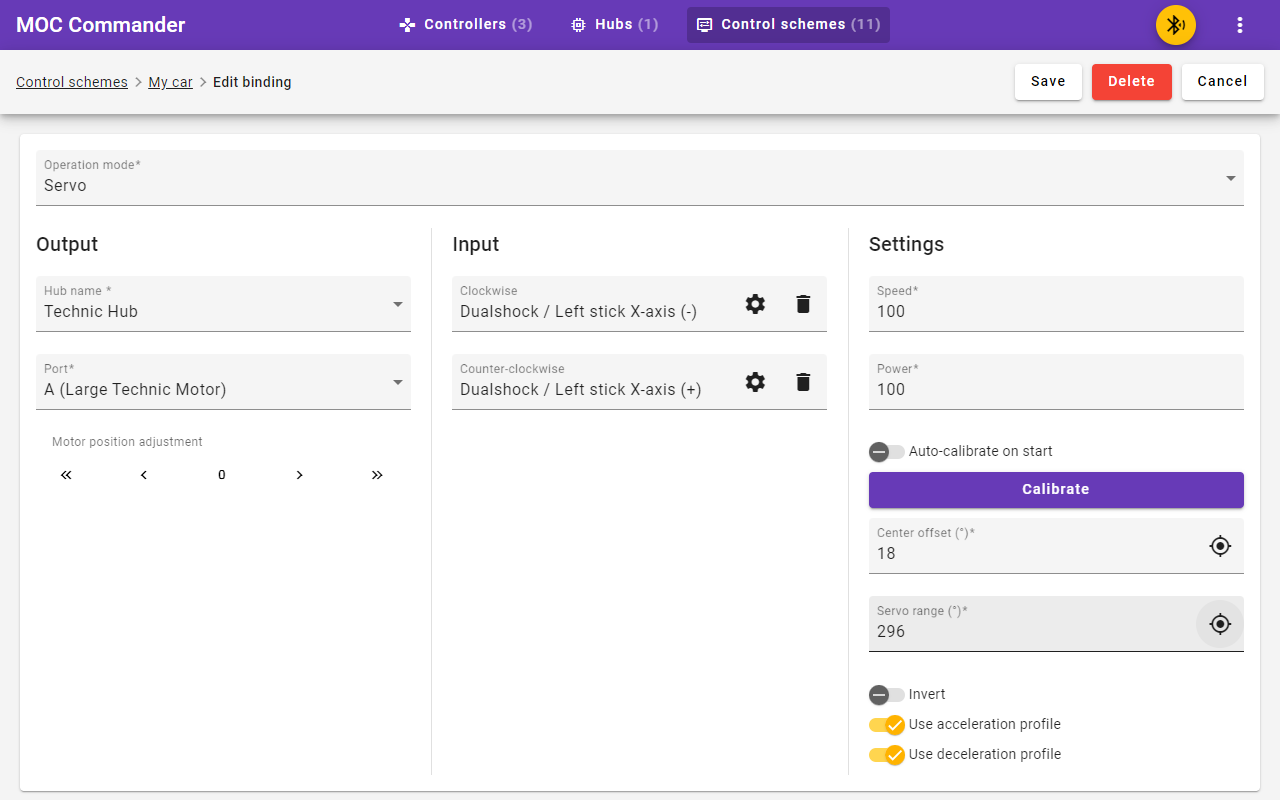 MOC Commander
Controllers (3)
Hubs (1)
Control schemes (11)
Control schemes > My car > Edit binding
Save
Delete
Cancel
Operation mode*
Servo
Output
Hub name *
Technic Hub
Port*
A (Large Technic Motor)
Motor position adjustment
0
Input
Clockwise
Dualshock / Left stick X-axis (-)
Counter-clockwise
Dualshock / Left stick X-axis (+)
Settings
Speed*
100
Power*
100
Auto-calibrate on start
Calibrate
Center offset (°)*
18
Servo range (°)*
296
Invert
Use acceleration profile
Use deceleration profile